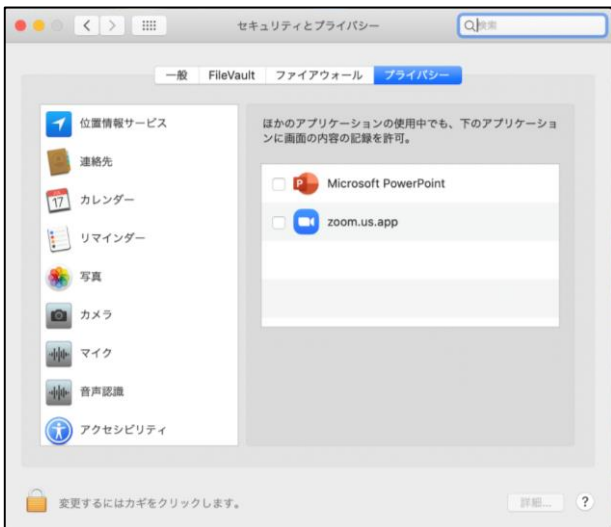 セキュリティとプライバシー
検索
一般
FileVault
ファイアウォール
プライバシー
位置情報サービス
連絡先
17
カレンダー
リマインダー
写真
カメラ
マイク
音声認識
アクセシビリティ
ほかのアプリケーションの使用中でも、下のアプリケーショ
ンに画面の内容の記録を許可。
P
Microsoft PowerPoint
zoom.us.app
変更するにはカギをクリックします。
詳細...
?